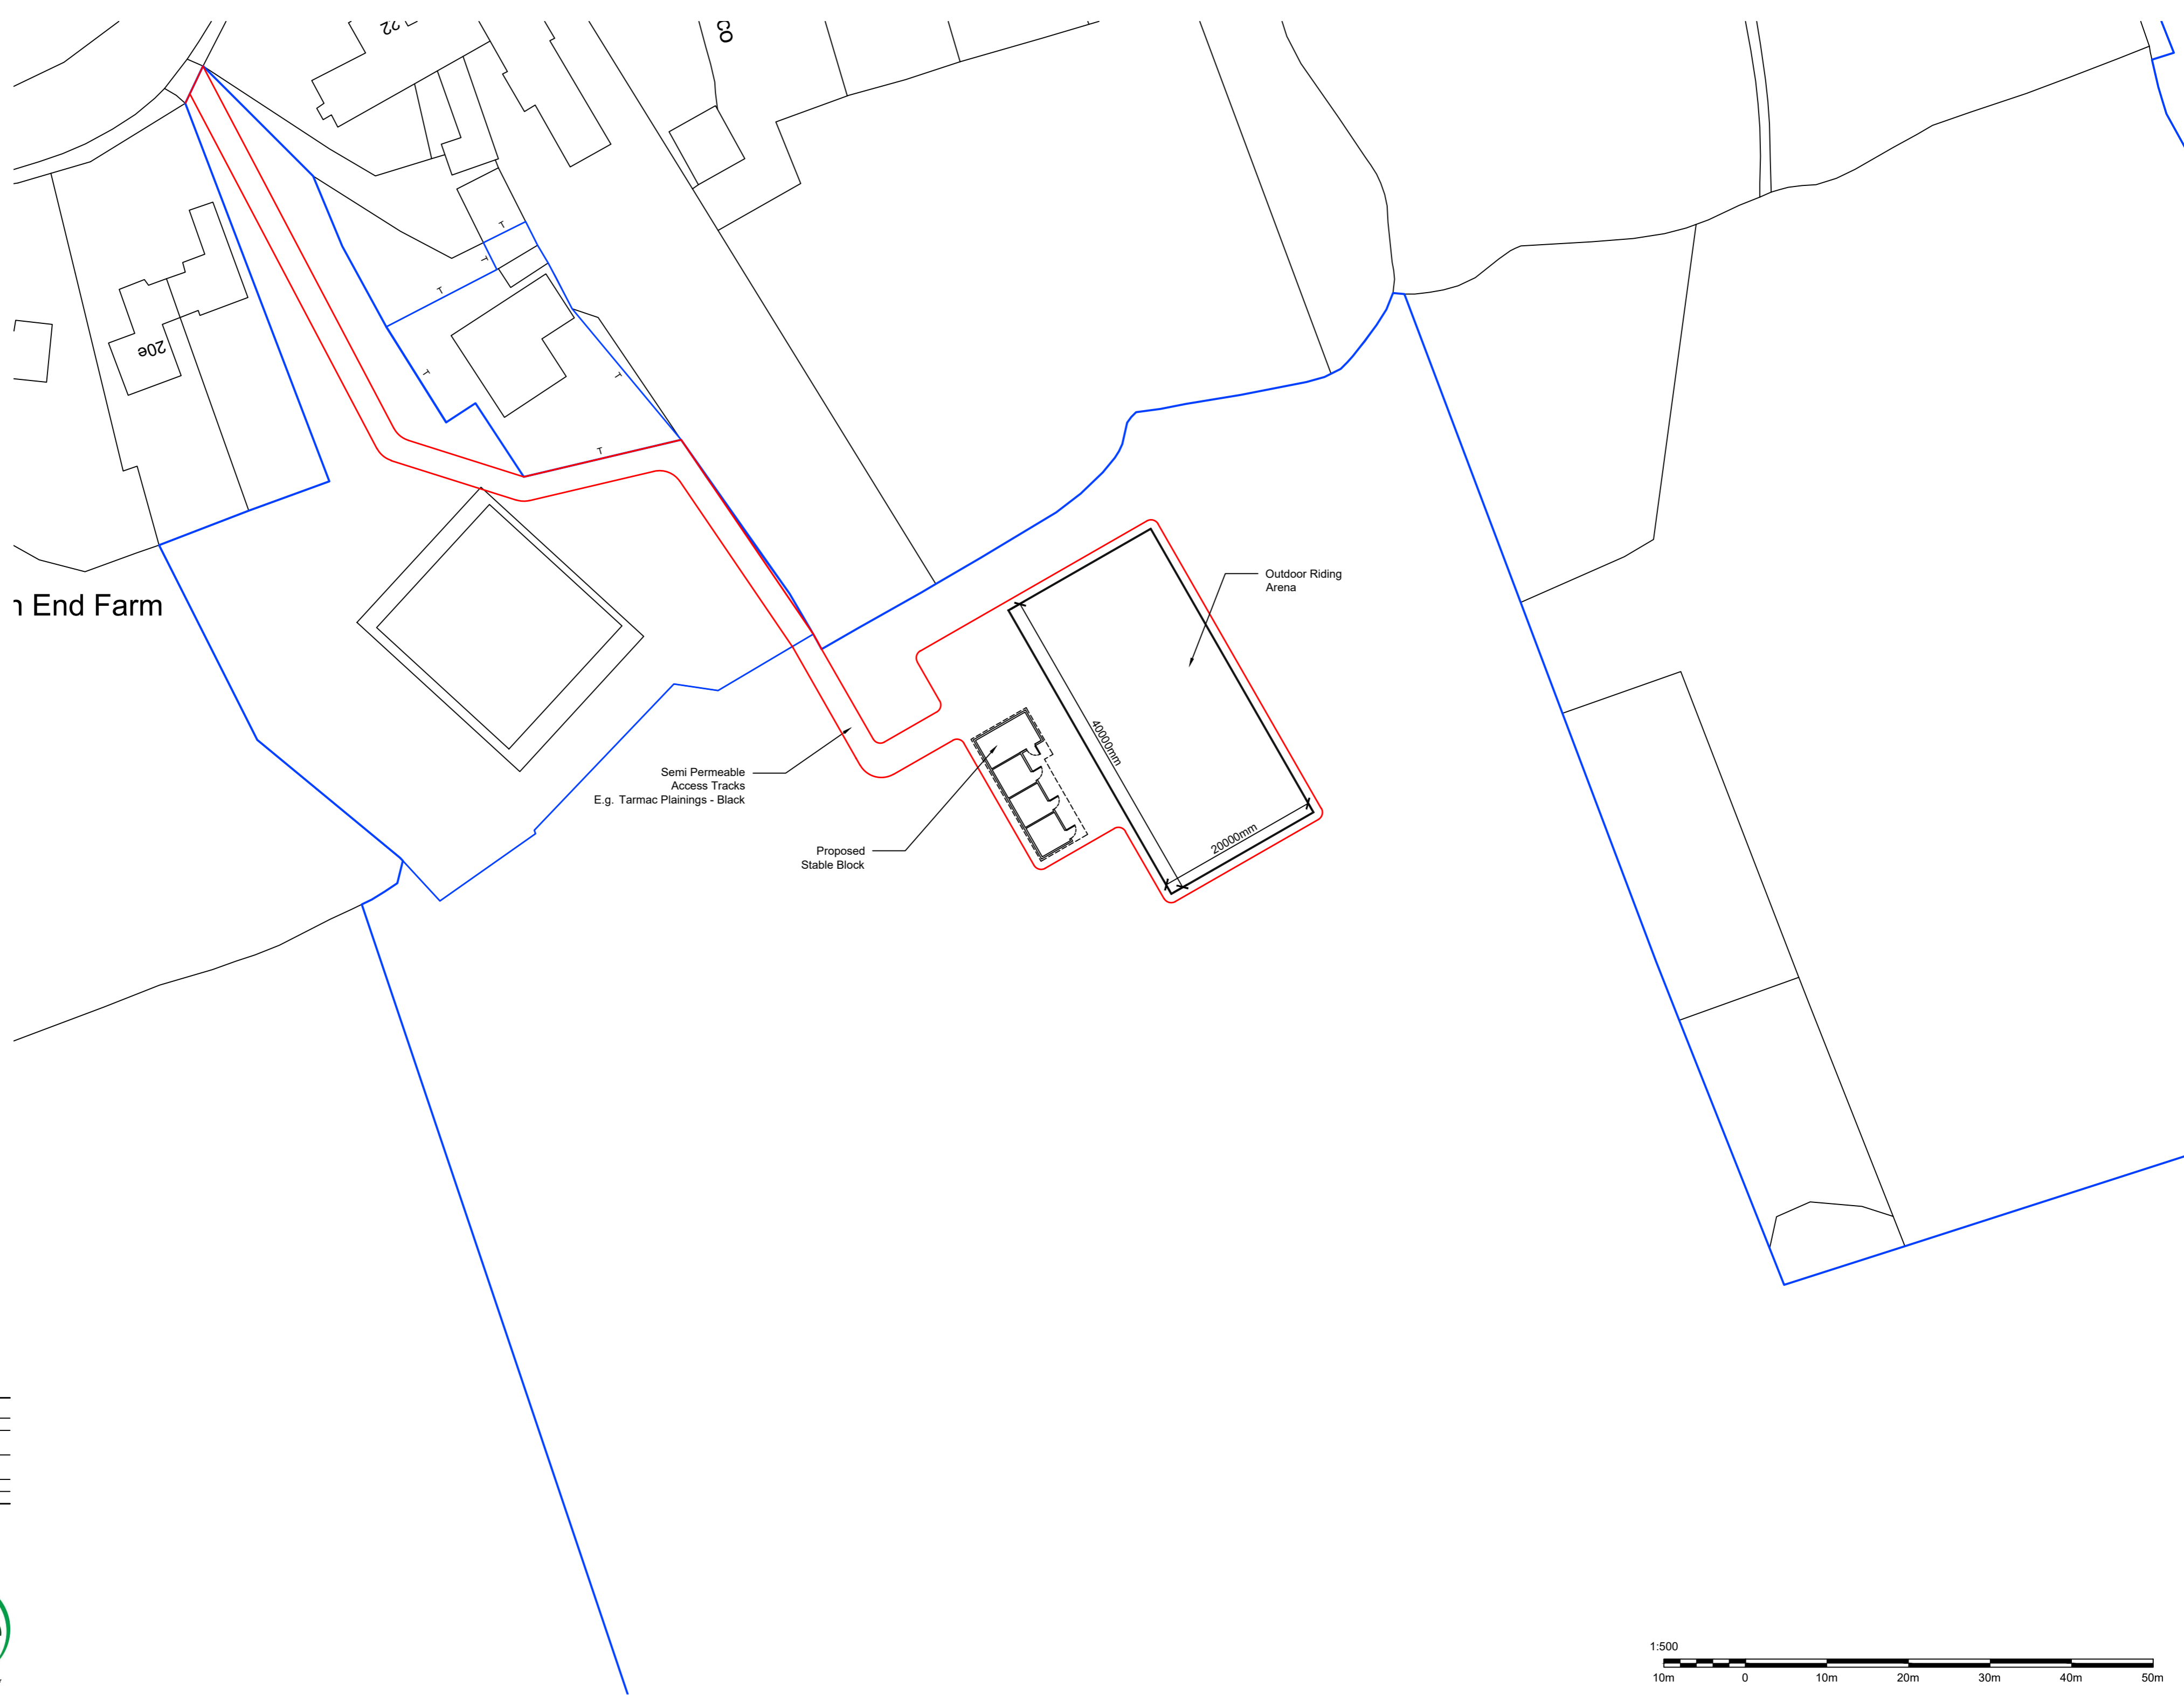 22
20e
End Farm
Outdoor Riding
Arena
40000mm
20000mm
Semi Permeable
Access Tracks
E.g. Tarmac Plainings - Black
Proposed
Stable Block
T
T
T
T
T
T
1:500
10m 0 10m 20m 30m 40m 50m